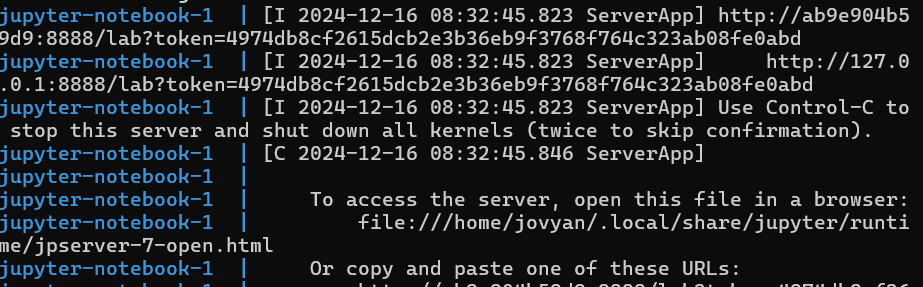 jupyter-notebook-1  | [I 2024-12-16 08:32:45.823 ServerApp] http://ab9e904b5
9d9:8888/lab?token=4974db8cf2615dcb2e3b36eb9f3768f764c323ab08fe0abd
jupyter-notebook-1  | [I 2024-12-16 08:32:45.823 ServerApp]     http://127.0
.0.1:8888/lab?token=4974db8cf2615dcb2e3b36eb9f3768f764c323ab08fe0abd
jupyter-notebook-1  | [I 2024-12-16 08:32:45.823 ServerApp] Use Control-C to
stop this server and shut down all kernels (twice to skip confirmation).
jupyter-notebook-1  | [C 2024-12-16 08:32:45.846 ServerApp]
jupyter-notebook-1  |
jupyter-notebook-1  |     To access the server, open this file in a browser:
jupyter-notebook-1  |         file:///home/jovyan/.local/share/jupyter/runti
me/jpserver-7-open.html
jupyter-notebook-1  |     Or copy and paste one of these URLs: